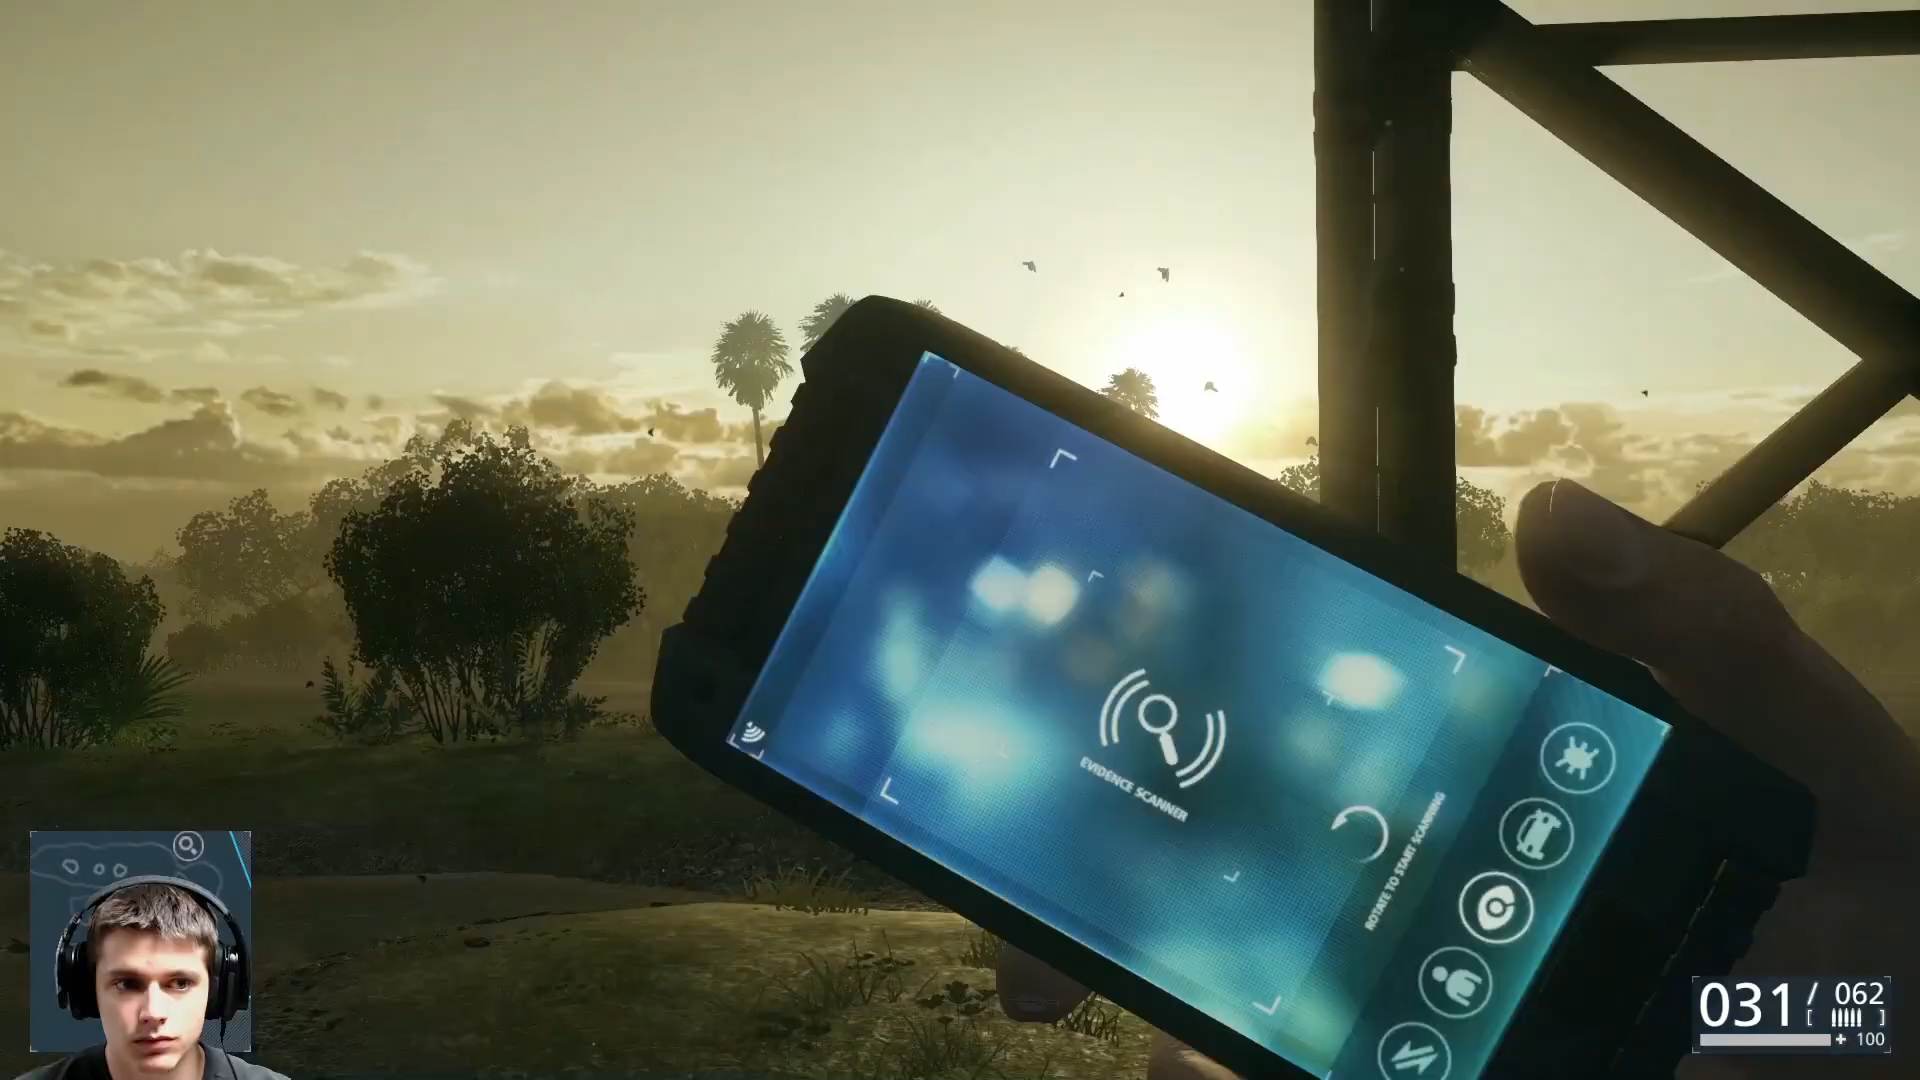 EVIDENCE SCANNER
ROTATE TO START SCANNING
031 / 062
+ 100